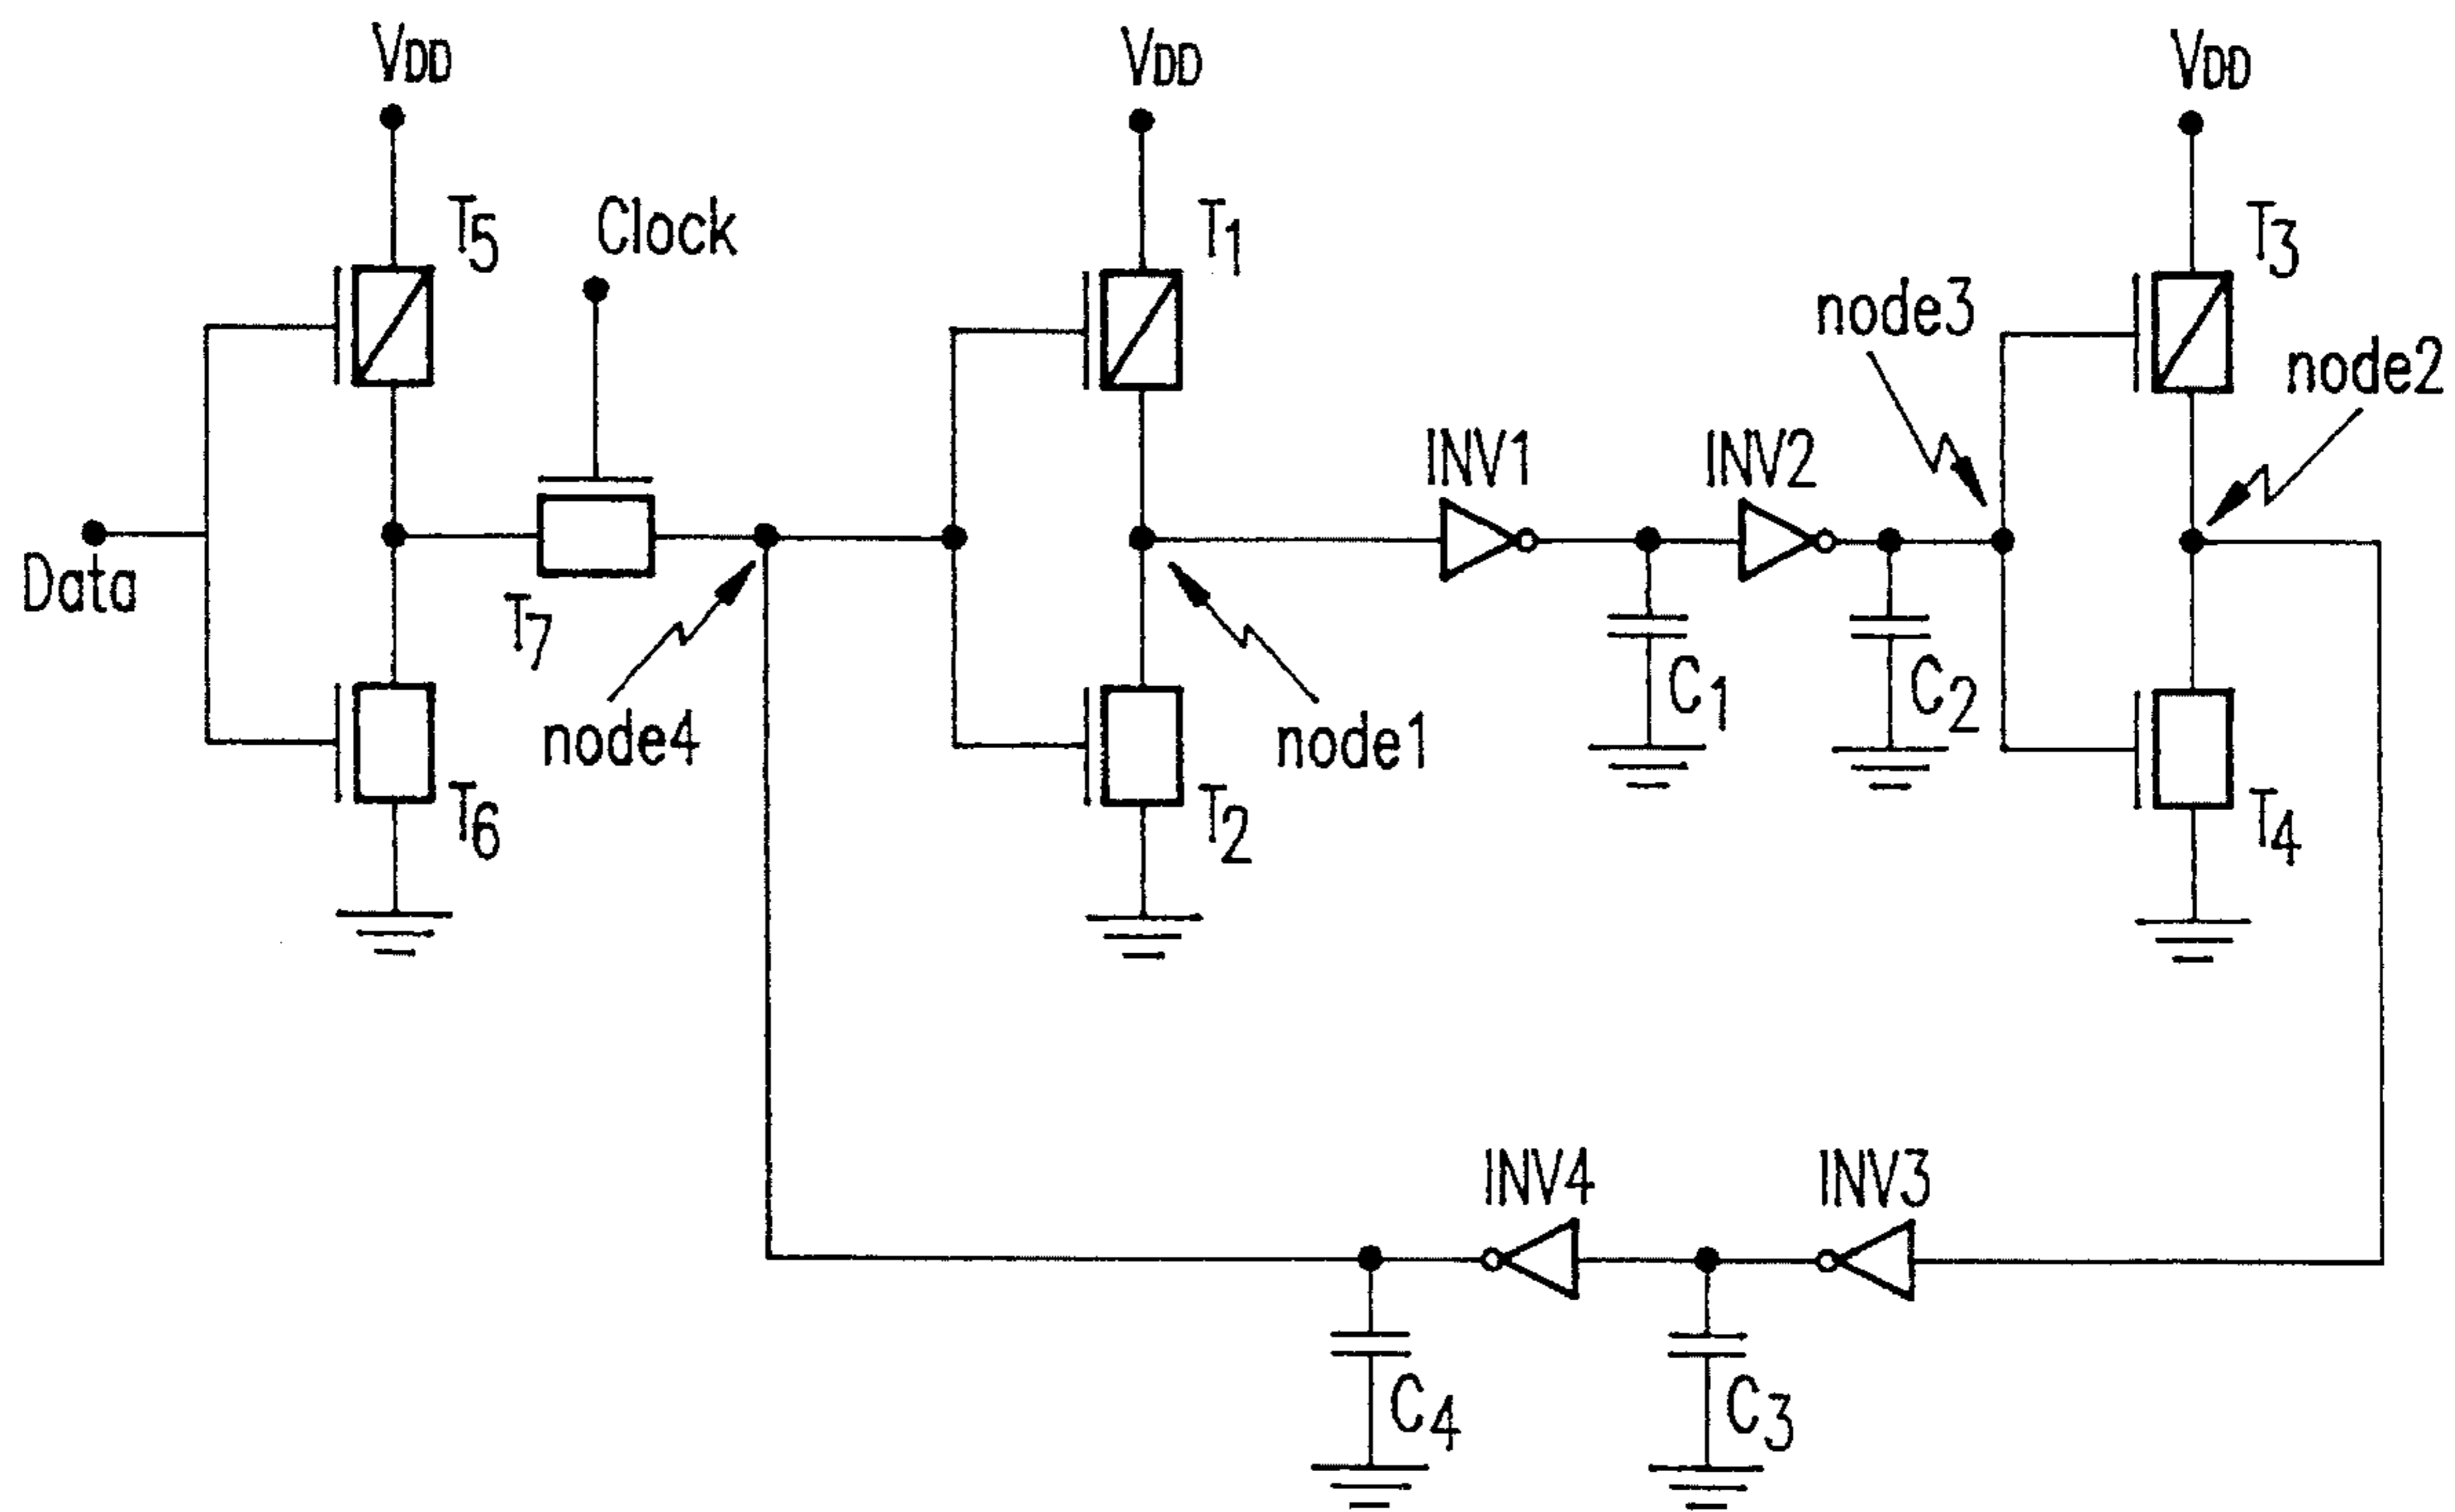 VDD
VDD
VDD
T5
Clock
T1
T3
node3
node2
INV1
INV2
Data
T7
node4
node1
C1
C2
T6
T2
T4
INV4
INV3
C4
C3